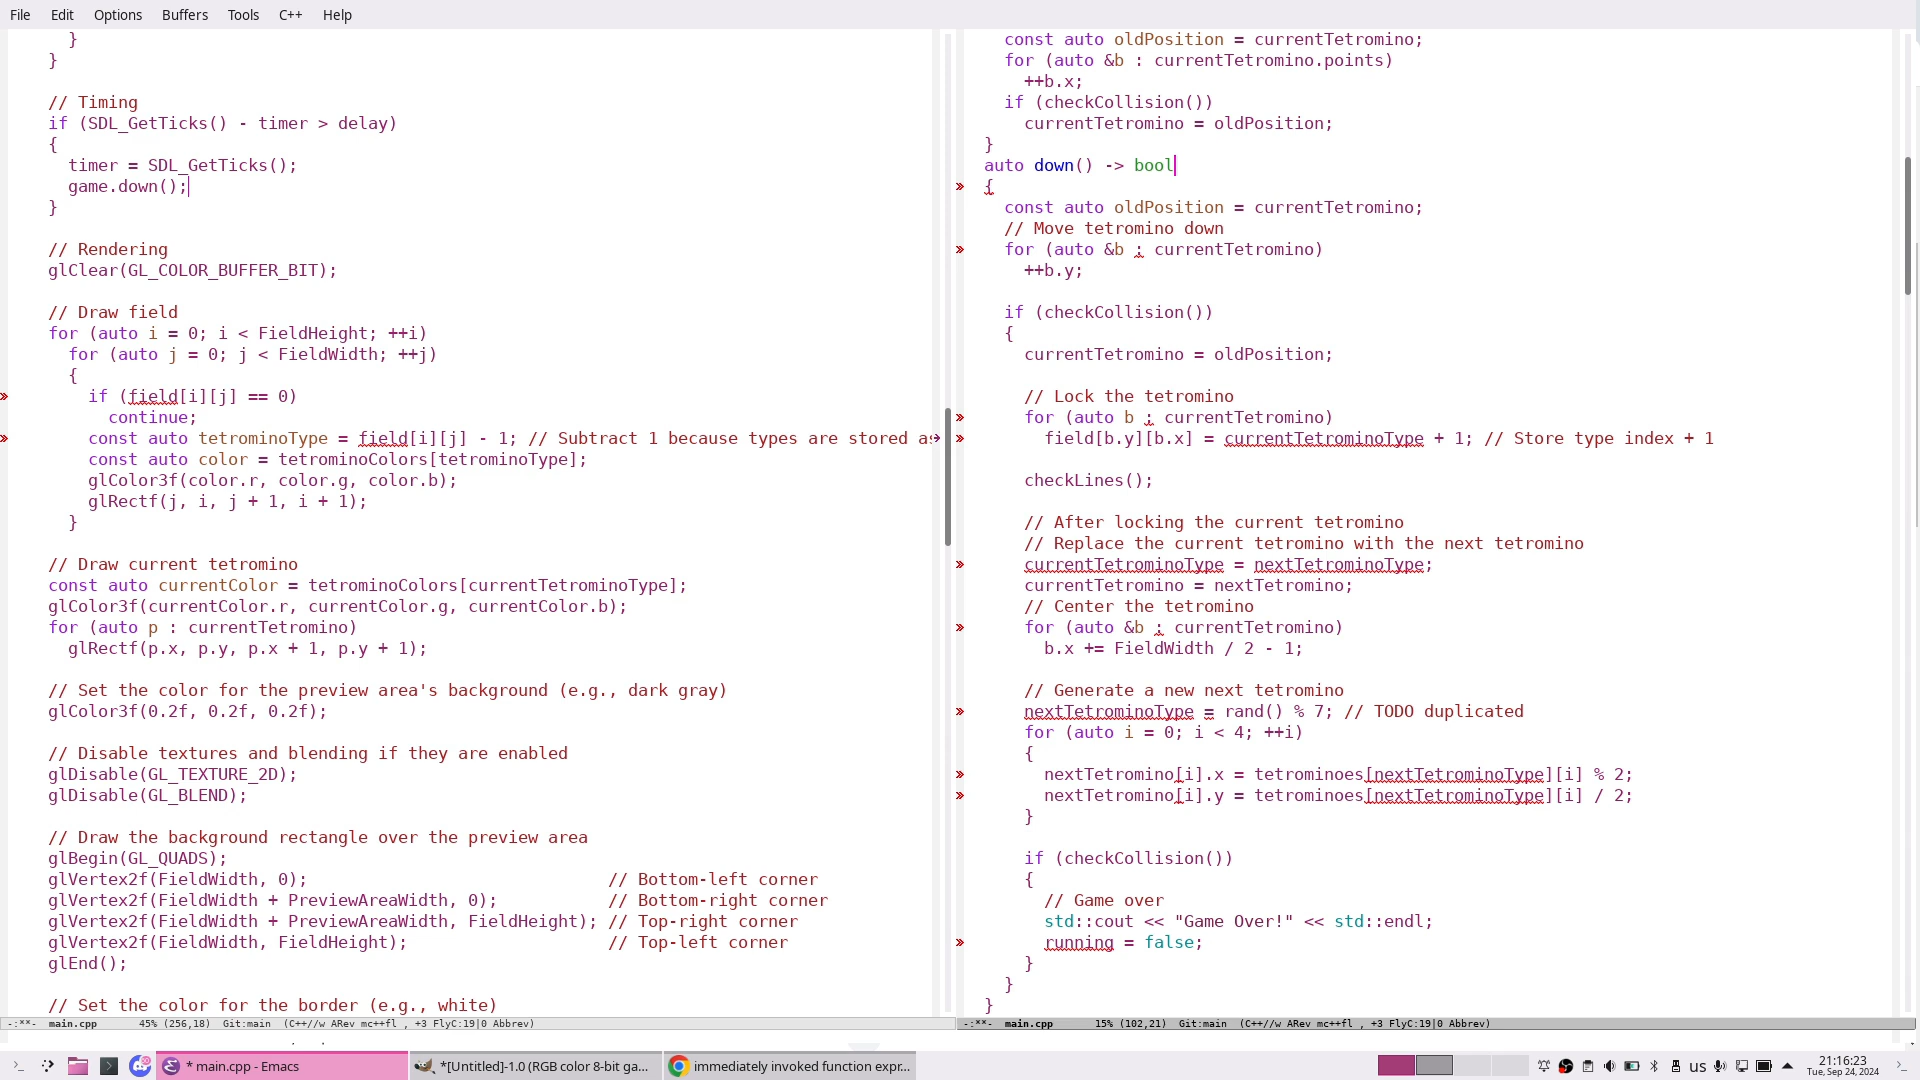 File Edit Options Buffers Tools C++ Help
}
}
// Timing
if (SDL_GetTicks() - timer > delay)
{
timer = SDL_GetTicks();
game.down();
}
// Rendering
glClear(GL_COLOR_BUFFER_BIT);
// Draw field
for (auto i = 0; i < FieldHeight; ++i)
for (auto j = 0; j < FieldWidth; ++j)
{
if (field[i][j] == 0)
continue;
const auto tetrominoType = field[i][j] - 1; // Subtract 1 because types are stored as
const auto color = tetrominoColors[tetrominoType];
glColor3f(color.r, color.g, color.b);
glRectf(j, i, j + 1, i + 1);
}
// Draw current tetromino
const auto currentColor = tetrominoColors[currentTetrominoType];
glColor3f(currentColor.r, currentColor.g, currentColor.b);
for (auto p : currentTetromino)
glRectf(p.x, p.y, p.x + 1, p.y + 1);
// Set the color for the preview area's background (e.g., dark gray)
glColor3f(0.2f, 0.2f, 0.2f);
// Disable textures and blending if they are enabled
glDisable(GL_TEXTURE_2D);
glDisable(GL_BLEND);
// Draw the background rectangle over the preview area
glBegin(GL_QUADS);
glVertex2f(FieldWidth, 0); // Bottom-left corner
glVertex2f(FieldWidth + PreviewAreaWidth, 0); // Bottom-right corner
glVertex2f(FieldWidth + PreviewAreaWidth, FieldHeight); // Top-right corner
glVertex2f(FieldWidth, FieldHeight); // Top-left corner
glEnd();
// Set the color for the border (e.g., white)
-:**- main.cpp 45% (256,18) Git:main (C++//w ARev mc++fl , +3 FlyC:19|0 Abbrev)
const auto oldPosition = currentTetromino;
for (auto &b : currentTetromino.points)
++b.x;
if (checkCollision())
currentTetromino = oldPosition;
}
auto down() -> bool
{
const auto oldPosition = currentTetromino;
// Move tetromino down
for (auto &b : currentTetromino)
++b.y;
if (checkCollision())
{
currentTetromino = oldPosition;
// Lock the tetromino
for (auto b : currentTetromino)
field[b.y][b.x] = currentTetrominoType + 1; // Store type index + 1
checkLines();
// After locking the current tetromino
// Replace the current tetromino with the next tetromino
currentTetrominoType = nextTetrominoType;
currentTetromino = nextTetromino;
// Center the tetromino
for (auto &b : currentTetromino)
b.x += FieldWidth / 2 - 1;
// Generate a new next tetromino
nextTetrominoType = rand() % 7; // TODO duplicated
for (auto i = 0; i < 4; ++i)
{
nextTetromino[i].x = tetrominoes[nextTetrominoType][i] % 2;
nextTetromino[i].y = tetrominoes[nextTetrominoType][i] / 2;
}
if (checkCollision())
{
// Game over
std::cout << "Game Over!" << std::endl;
running = false;
}
}
}
-:**- main.cpp 15% (102,21) Git:main (C++//w ARev mc++fl , +3 FlyC:19|0 Abbrev)
* main.cpp - Emacs
*[Untitled]-1.0 (RGB color 8-bit ga...
immediately invoked function expr...
us
21:16:23
Tue, Sep 24, 2024